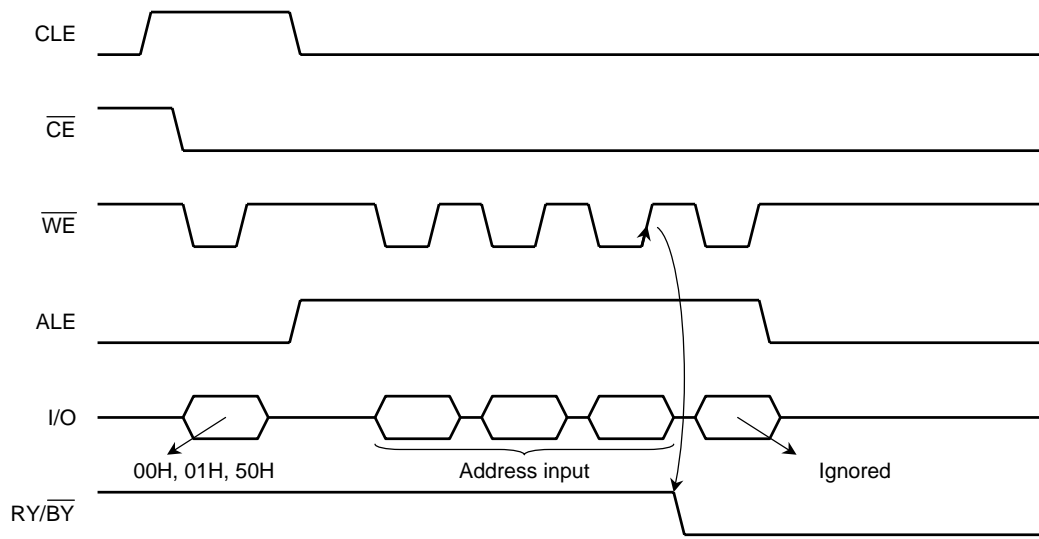 CLE
CE
WE
ALE
I/O
00H, 01H, 50H
Address input
Ignored
RY/BY